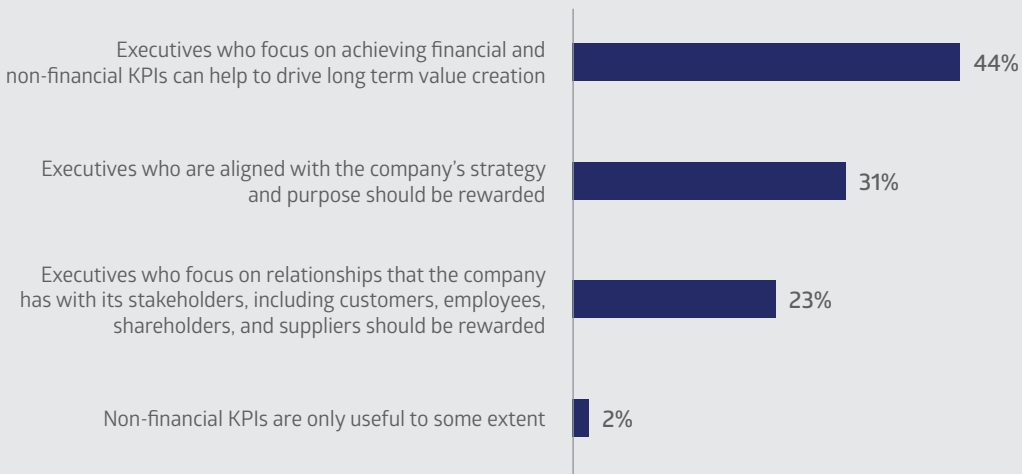 Executives who focus on achieving financial and
non-financial KPIs can help to drive long term value creation
44%
Executives who are aligned with the company's strategy
and purpose should be rewarded
31%
Executives who focus on relationships that the company
has with its stakeholders, including customers, employees,
shareholders, and suppliers should be rewarded
23%
Non-financial KPIs are only useful to some extent
2%